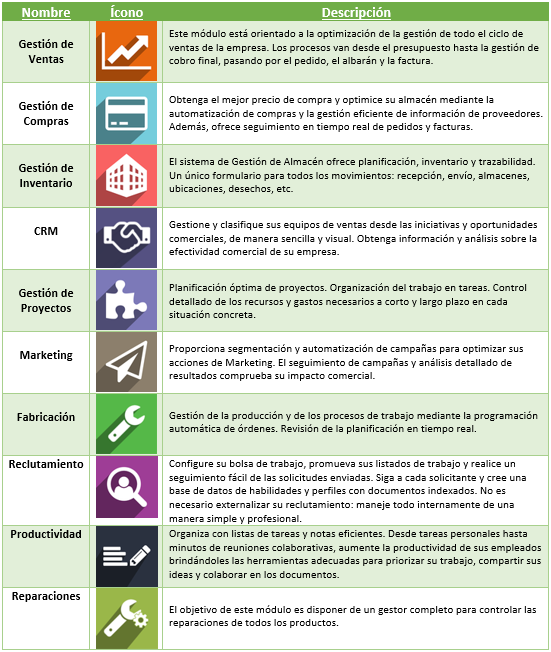 Nombre Ícono Descripción
Gestión de
Ventas
Este módulo está orientado a la optimización de la gestión de todo el ciclo de
ventas de la empresa. Los procesos van desde el presupuesto hasta la gestión de
cobro final, pasando por el pedido, el albarán y la factura.
Gestión de
Compras
Obtenga el mejor precio de compra y optimice su almacén mediante la
automatización de compras y la gestión eficiente de información de proveedores.
Además, ofrece seguimiento en tiempo real de pedidos y facturas.
Gestión de
Inventario
El sistema de Gestión de Almacén ofrece planificación, inventario y trazabilidad.
Un único formulario para todos los movimientos: recepción, envío, almacenes,
ubicaciones, desechos, etc.
CRM
Gestione y clasifique sus equipos de ventas desde las iniciativas y oportunidades
comerciales, de manera sencilla y visual. Obtenga información y análisis sobre la
efectividad comercial de su empresa.
Gestión de
Proyectos
Planificación óptima de proyectos. Organización del trabajo en tareas. Control
detallado de los recursos y gastos necesarios a corto y largo plazo en cada
situación concreta.
Marketing
Proporciona segmentación y automatización de campañas para optimizar sus
acciones de Marketing. El seguimiento de campañas y análisis detallado de
resultados comprueba su impacto comercial.
Fabricación
Gestión de la producción y de los procesos de trabajo mediante la programación
automática de órdenes. Revisión de la planificación en tiempo real.
Reclutamiento
Configure su bolsa de trabajo, promueva sus listados de trabajo y realice un
seguimiento fácil de las solicitudes enviadas. Siga a cada solicitante y cree una
base de datos de habilidades y perfiles con documentos indexados. No es
necesario externalizar su reclutamiento: maneje todo internamente de una
manera simple y profesional.
Productividad
Organiza con listas de tareas y notas eficientes. Desde tareas personales hasta
minutos de reuniones colaborativas, aumente la productividad de sus empleados
brindándoles las herramientas adecuadas para priorizar su trabajo, compartir sus
ideas y colaborar en los documentos.
Reparaciones
El objetivo de este módulo es disponer de un gestor completo para controlar las
reparaciones de todos los productos.